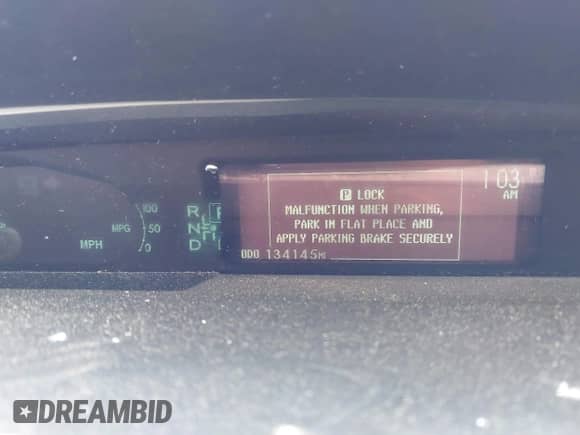 1:03
AM
P LOCK
MALFUNCTION WHEN PARKING,
PARK IN FLAT PLACE AND
APPLY PARKING BRAKE SECURELY
ODO 134145MI
R
N
D
100
MPG 50
0
MPH
DREAMBID